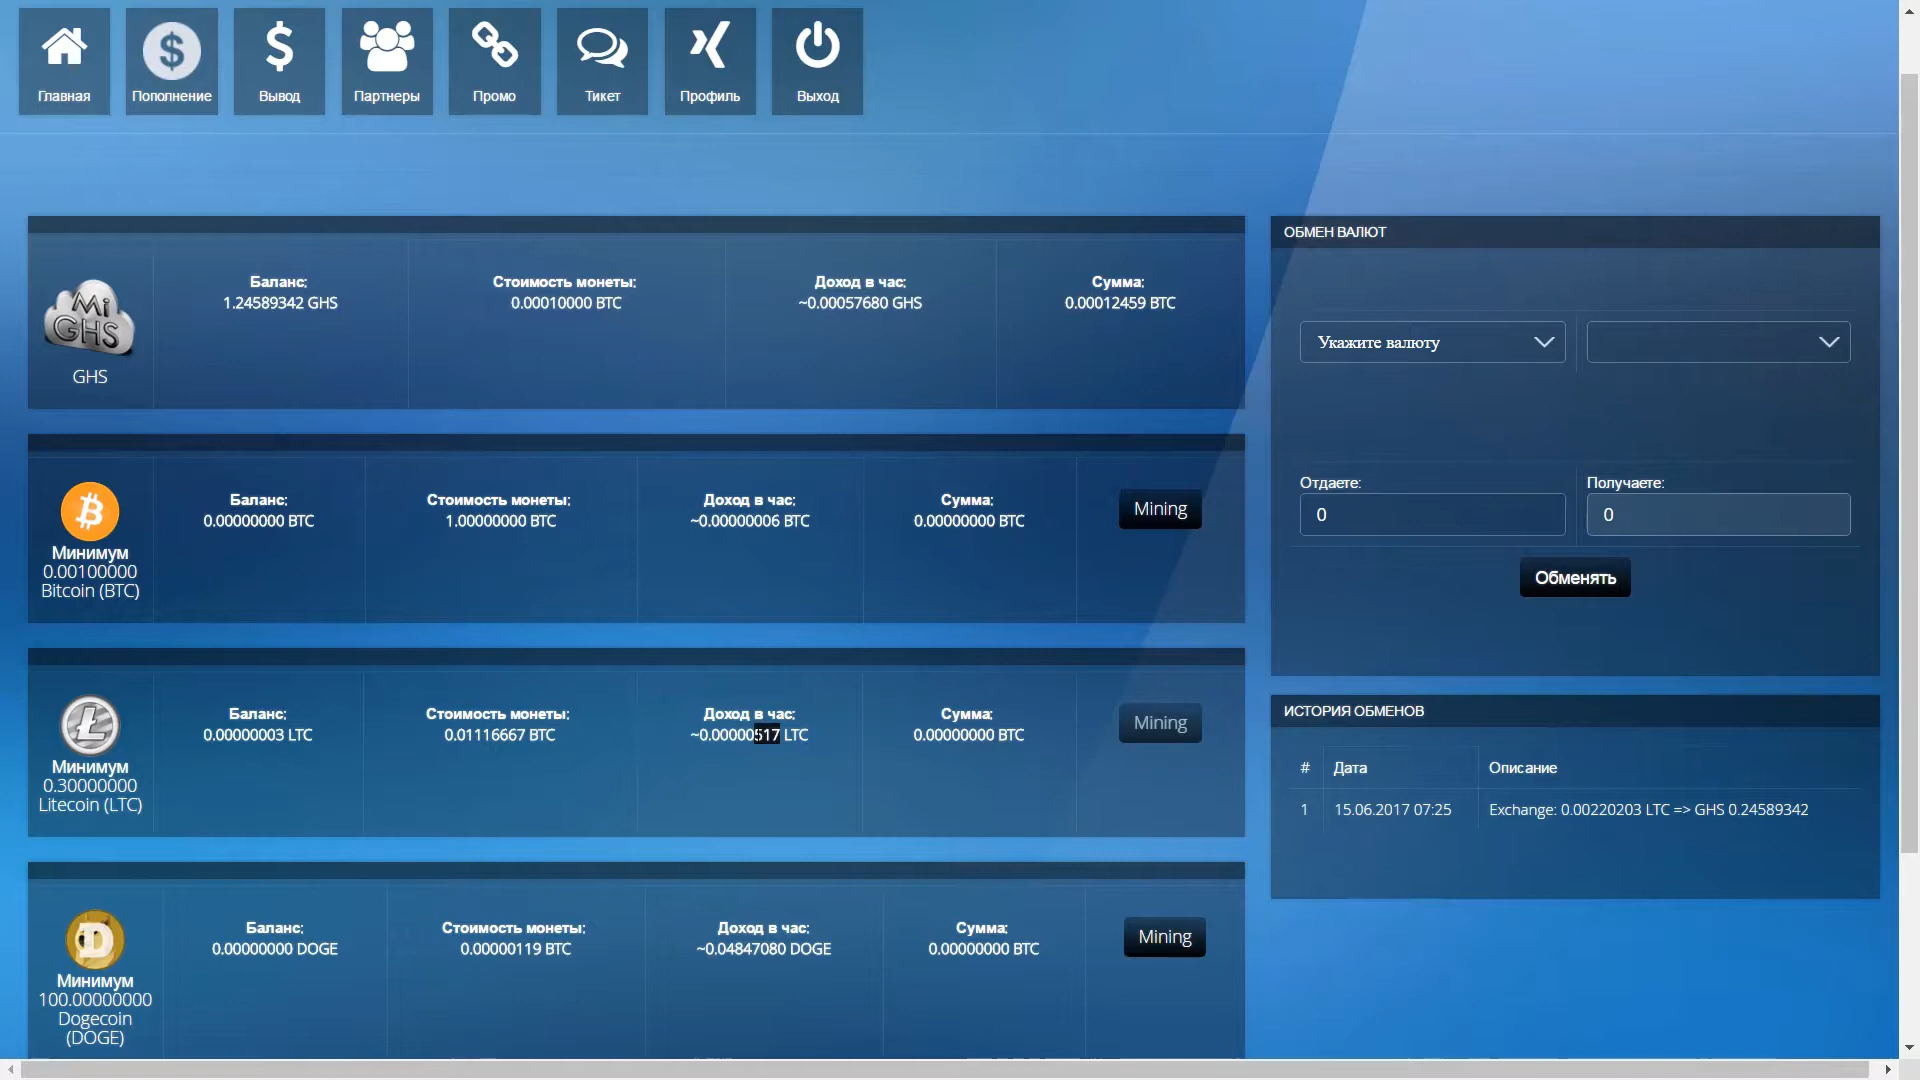 Главная
Пополнение
Вывод
Партнеры
Промо
Тикет
Профиль
Выход
Mi
GHS
GHS
Баланс:
1.24589342 GHS
Стоимость монеты:
0.00010000 BTC
Доход в час:
~0.00057680 GHS
Сумма:
0.00012459 BTC
Минимум
0.00100000
Bitcoin (BTC)
Баланс:
0.00000000 BTC
Стоимость монеты:
1.00000000 BTC
Доход в час:
~0.00000006 BTC
Сумма:
0.00000000 BTC
Mining
Минимум
0.30000000
Litecoin (LTC)
Баланс:
0.00000003 LTC
Стоимость монеты:
0.01116667 BTC
Доход в час:
~0.00000517 LTC
Сумма:
0.00000000 BTC
Mining
Минимум
100.00000000
Dogecoin
(DOGE)
Баланс:
0.00000000 DOGE
Стоимость монеты:
0.00000119 BTC
Доход в час:
~0.04847080 DOGE
Сумма:
0.00000000 BTC
Mining
ОБМЕН ВАЛЮТ
Укажите валюту
Отдаете:
0
Получаете:
0
Обменять
ИСТОРИЯ ОБМЕНОВ
# Дата Описание
1 15.06.2017 07:25 Exchange: 0.00220203 LTC => GHS 0.24589342